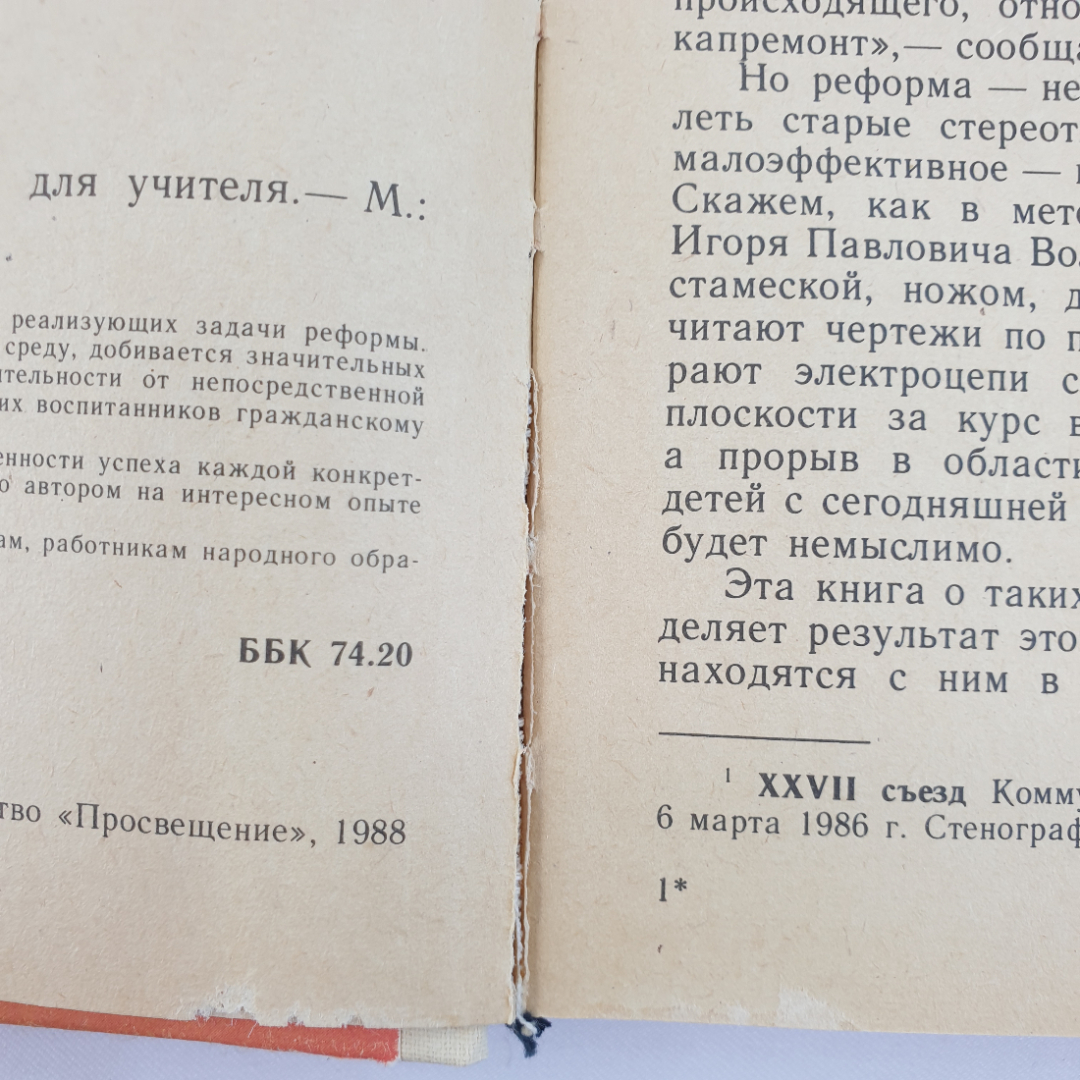 для учителя.— М.:
реализующих задачи реформы.
среду, добивается значительных
ительности от непосредственной
их воспитанников гражданскому
енности успеха каждой конкрет-
о автором на интересном опыте
ам, работникам народного обра-
ББК 74.20
тво «Просвещение», 1988
происходящего, отно
капремонт»,— сообща
Но реформа — не
леть старые стереот
малоэффективное —
Скажем, как в мето
Игоря Павловича Во
стамеской, ножом, д
читают чертежи по п
рают электроцепи с
плоскости за курс в
а прорыв в области
детей с сегодняшней
будет немыслимо.
Эта книга о таких
деляет результат это
находятся с ним в
1 XXVII съезд Комму
6 марта 1986 г. Стенограф
1*